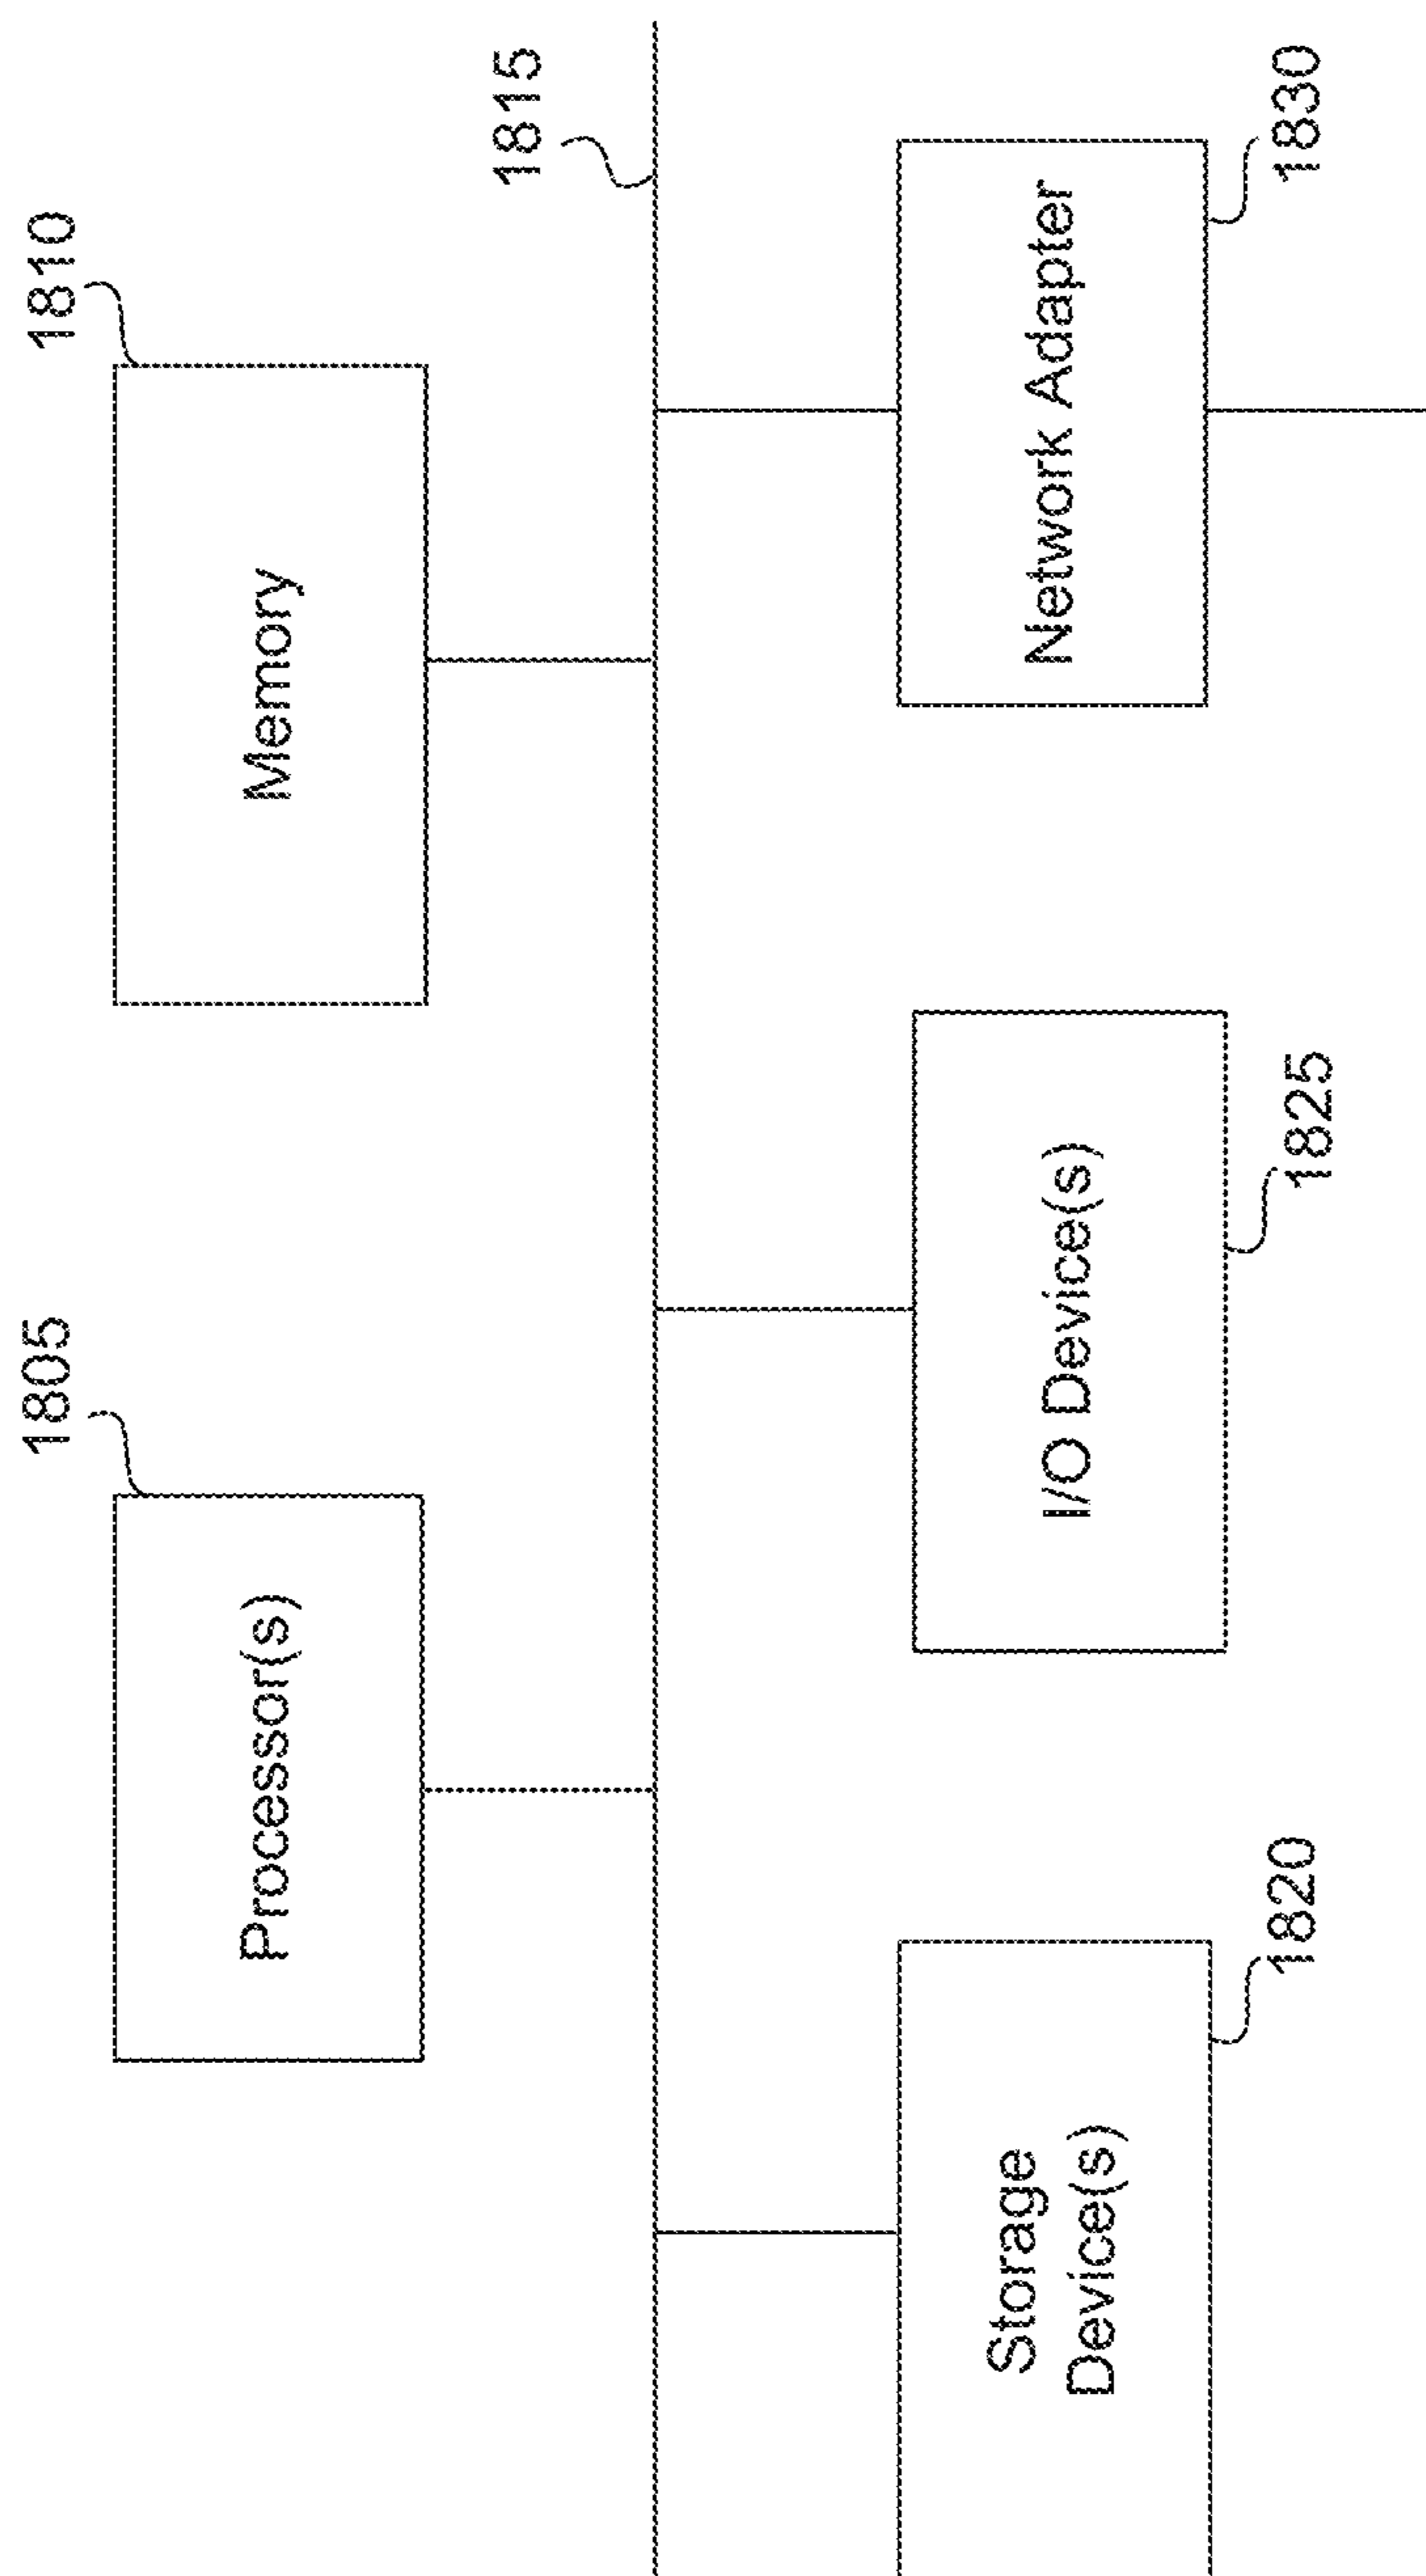 1805
1810
Processor(s)
Memory
1815
Storage
Device(s)
I/O Device(s)
Network Adapter
1820
1825
1830